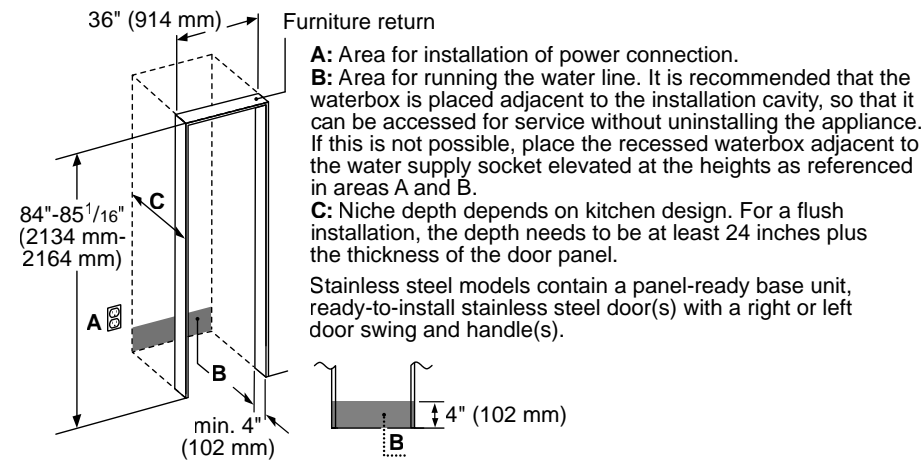 36" (914 mm)
Furniture return
A: Area for installation of power connection.
B: Area for running the water line. It is recommended that the
waterbox is placed adjacent to the installation cavity, so that it
can be accessed for service without uninstalling the appliance.
If this is not possible, place the recessed waterbox adjacent to
the water supply socket elevated at the heights as referenced
in areas A and B.
C: Niche depth depends on kitchen design. For a flush
installation, the depth needs to be at least 24 inches plus
the thickness of the door panel.
Stainless steel models contain a panel-ready base unit,
ready-to-install stainless steel door(s) with a right or left
door swing and handle(s).
C
84"-85 1/16"
(2134 mm-
2164 mm)
A
B
min. 4"
(102 mm)
4" (102 mm)
B